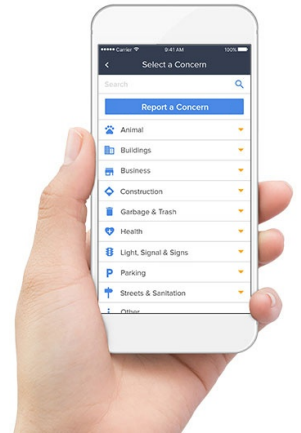 Carrier 9:41 AM 100%
Select a Concern
Search
Report a Concern
Animal
Buildings
Business
Construction
Garbage & Trash
Health
Light, Signal & Signs
P Parking
Streets & Sanitation
Other